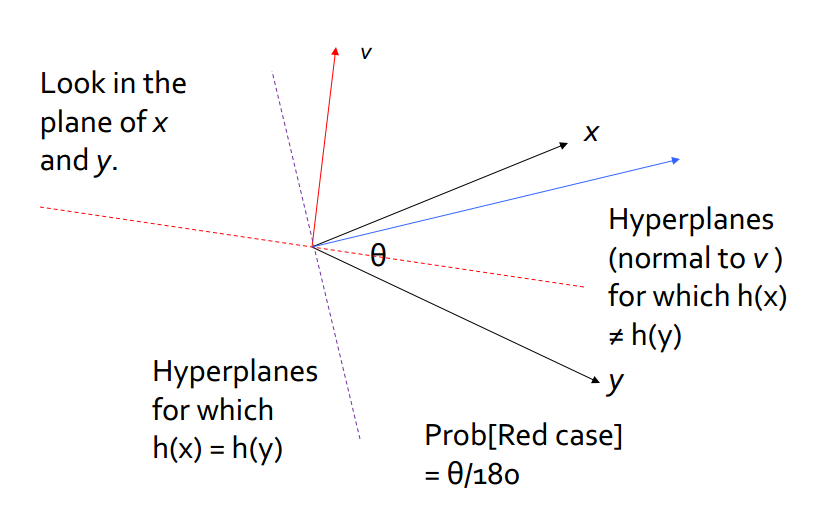 v
Look in the
plane of x
and y.
x
Hyperplanes
(normal to v )
for which h(x)
≠ h(y)
θ
y
Hyperplanes
for which
h(x) = h(y)
Prob[Red case]
= θ/180